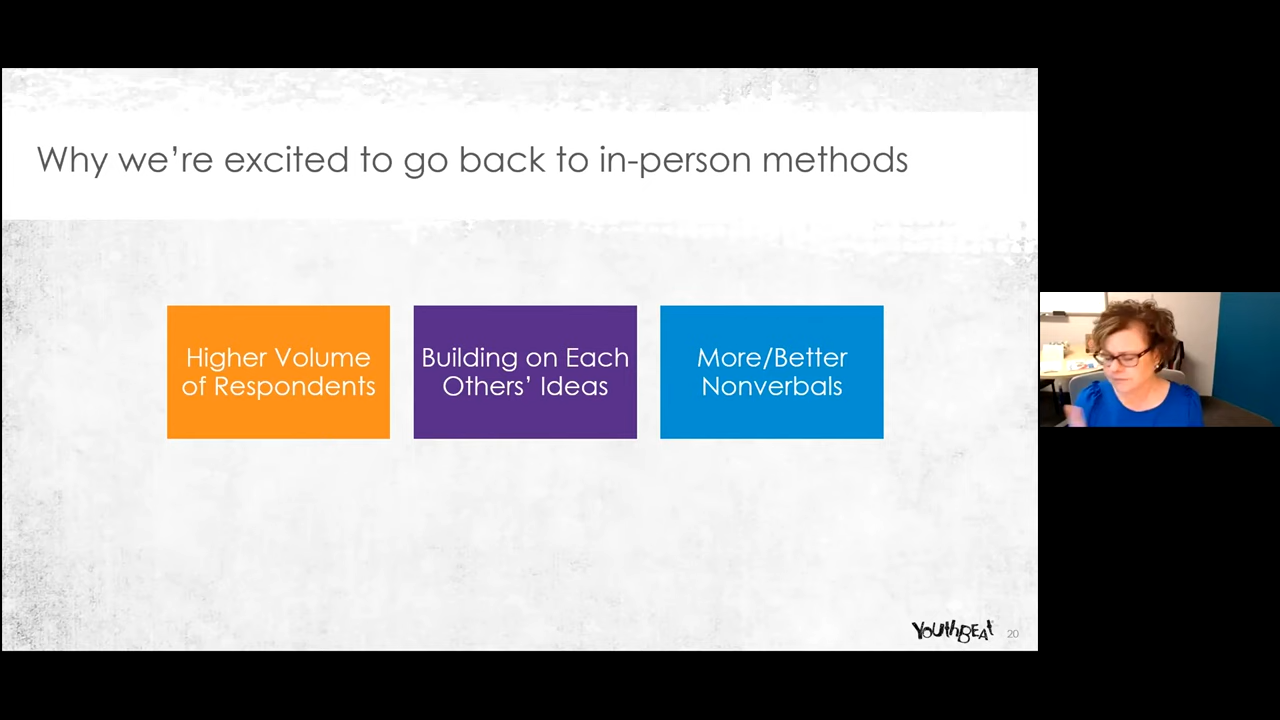 Why we’re excited to go back to in-person methods
Higher Volume
of Respondents
Building on Each
Others’ Ideas
More/Better
Nonverbals
YouthBEAt
20